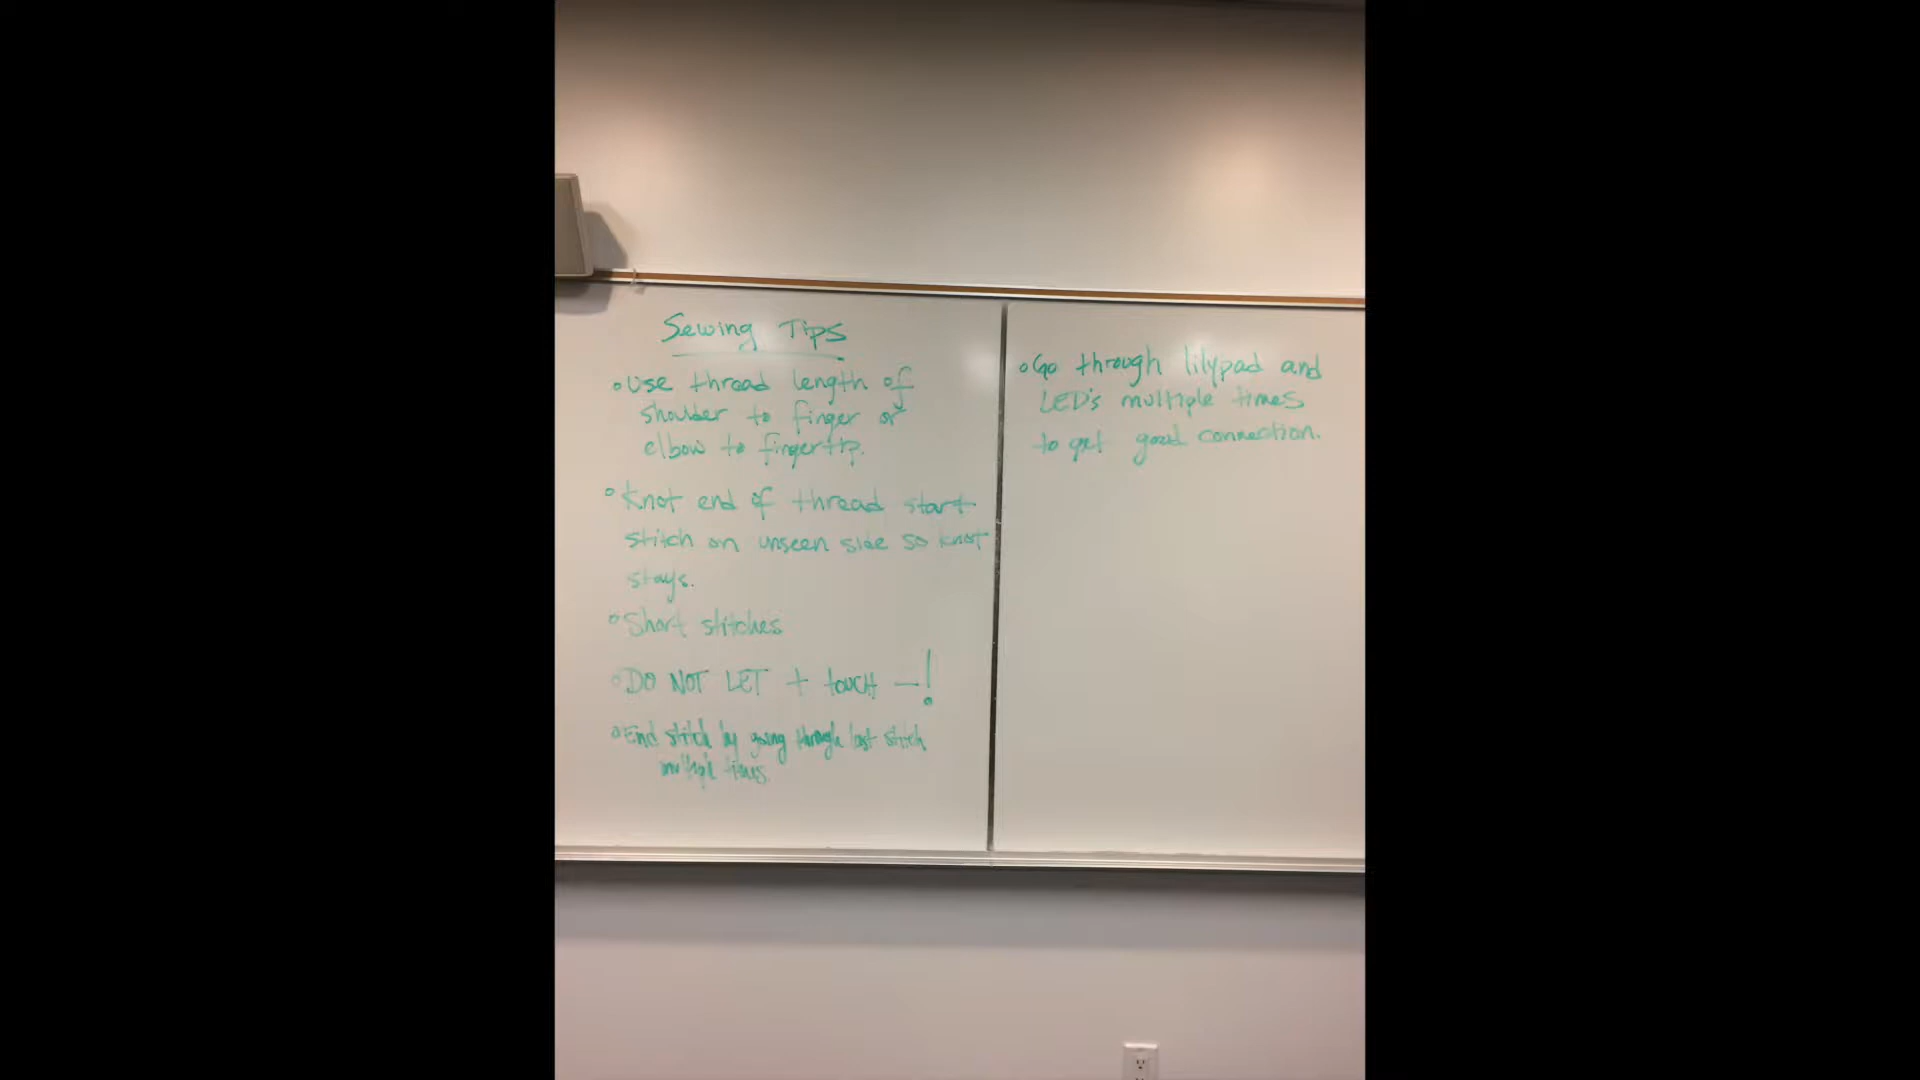 Sewing Tips
◦Use thread length of
shoulder to finger or
elbow to fingertip.
◦Knot end of thread start
stitch on unseen side so knot
stays.
◦Short stitches
◦DO NOT LET + toucH —!
◦End stitch by going through last stitch
multiple times.
◦Go through lilypad and
LED's multiple times
to get good connection.